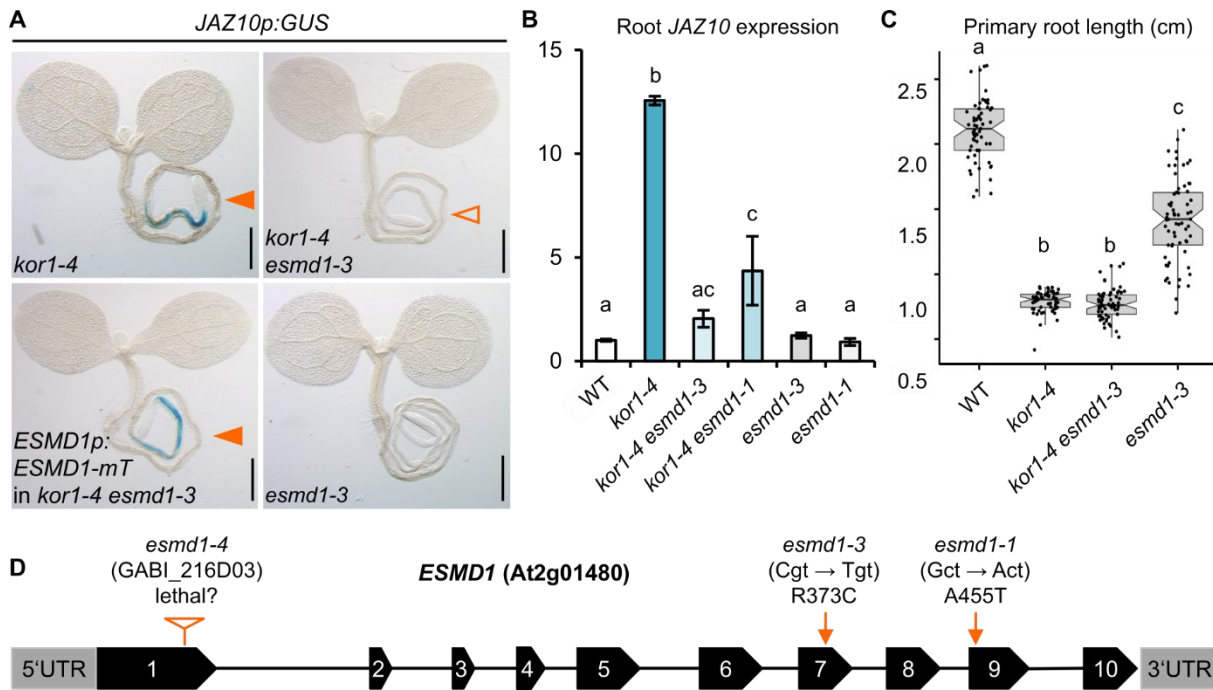 A
JAZ10p:GUS
kor1-4
kor1-4
esmd1-3
ESMD1p:
ESMD1-mT
in kor1-4 esmd1-3
esmd1-3
B
Root JAZ10 expression
15
10
5
0
a
b
ac
c
a
a
WT
kor1-4
kor1-4 esmd1-3
kor1-4 esmd1-1
esmd1-3
esmd1-1
C
Primary root length (cm)
2.5
2.0
1.5
1.0
0.5
a
b
b
c
WT
kor1-4
kor1-4 esmd1-3
esmd1-3
D
esmd1-4
(GABI_216D03)
lethal?
ESMD1 (At2g01480)
esmd1-3
(Cgt → Tgt)
R373C
esmd1-1
(Gct → Act)
A455T
5'UTR 1 2 3 4 5 6 7 8 9 10 3'UTR